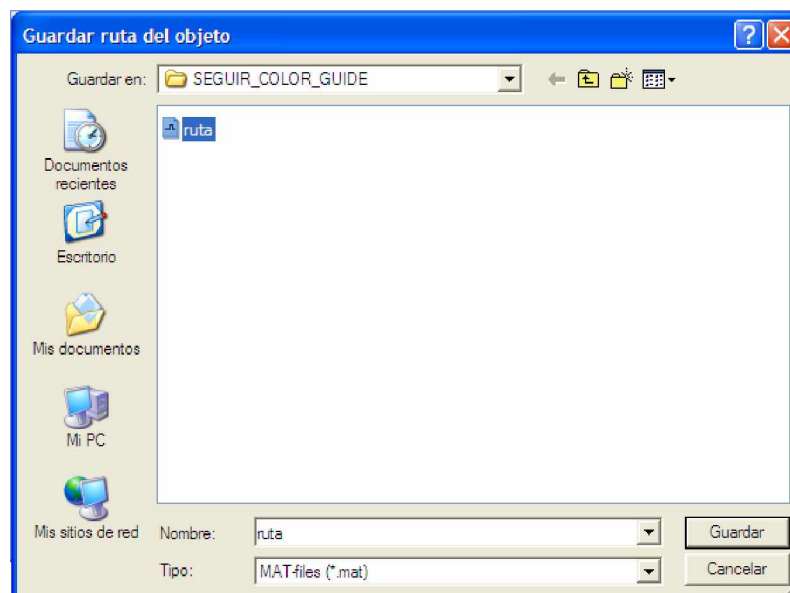 Guardar ruta del objeto
Guardar en: SEGUIR_COLOR_GUIDE
ruta
Documentos
recientes
Escritorio
Mis documentos
Mi PC
Mis sitios de red
Nombre: ruta Guardar
Tipo: MAT-files (*.mat) Cancelar